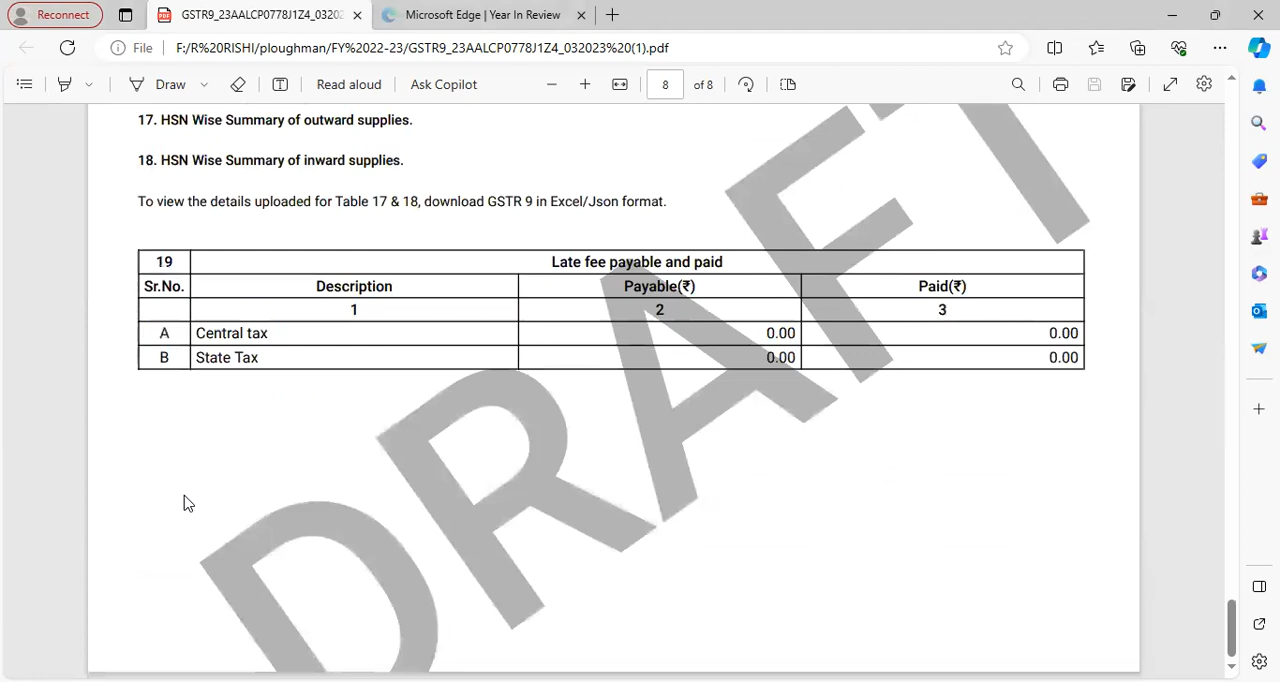 Reconnect
GSTR9_23AALCP0778J1Z4_03202
Microsoft Edge | Year In Review
File
F:/R%20RISHI/ploughman/FY%2022-23/GSTR9_23AALCP0778J1Z4_032023%20(1).pdf
Draw
Read aloud
Ask Copilot
8 of 8
17. HSN Wise Summary of outward supplies.
18. HSN Wise Summary of inward supplies.
To view the details uploaded for Table 17 & 18, download GSTR 9 in Excel/Json format.
19 Late fee payable and paid
Sr.No. Description Payable(₹) Paid(₹)
1 2 3
A Central tax 0.00 0.00
B State Tax 0.00 0.00
DRAFT